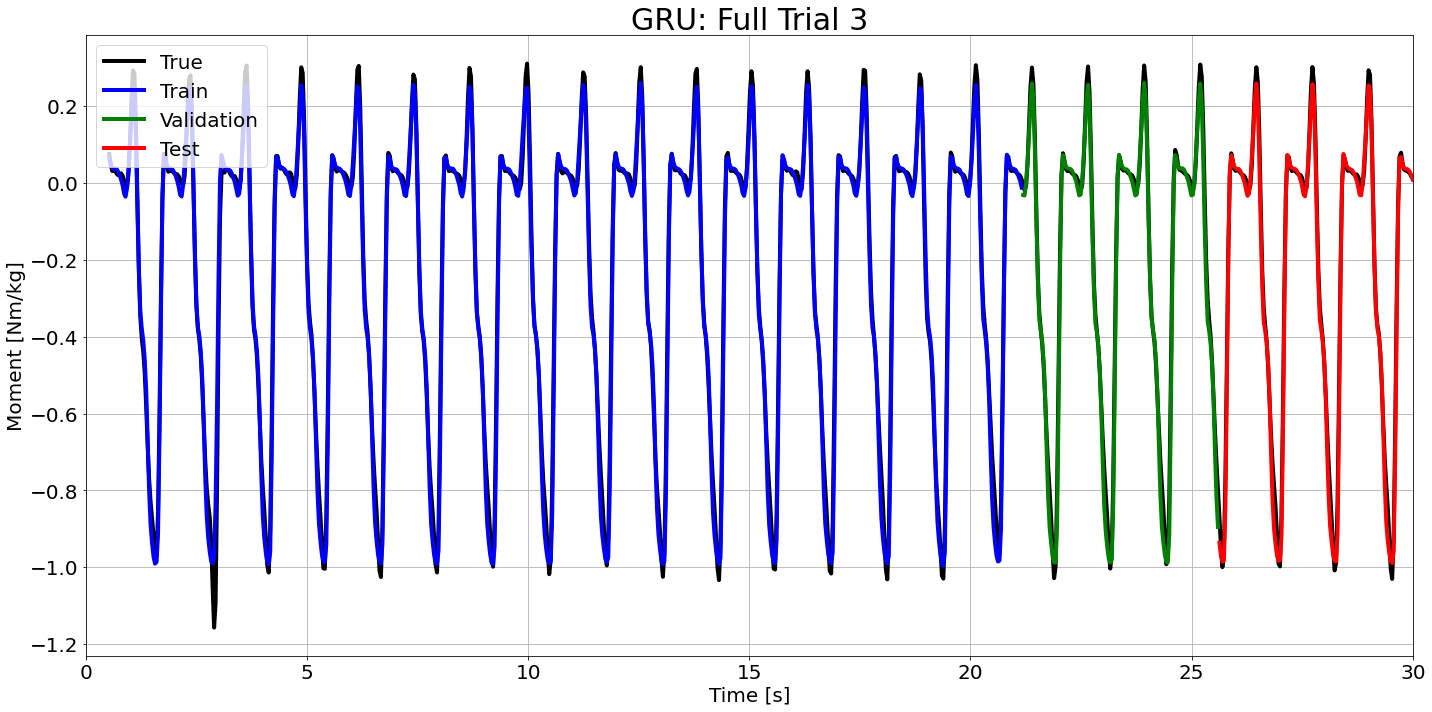 GRU: Full Trial 3
True
Train
Validation
Test
Moment [Nm/kg]
0.2
0.0
−0.2
−0.4
−0.6
−0.8
−1.0
−1.2
0 5 10 15 20 25 30
Time [s]